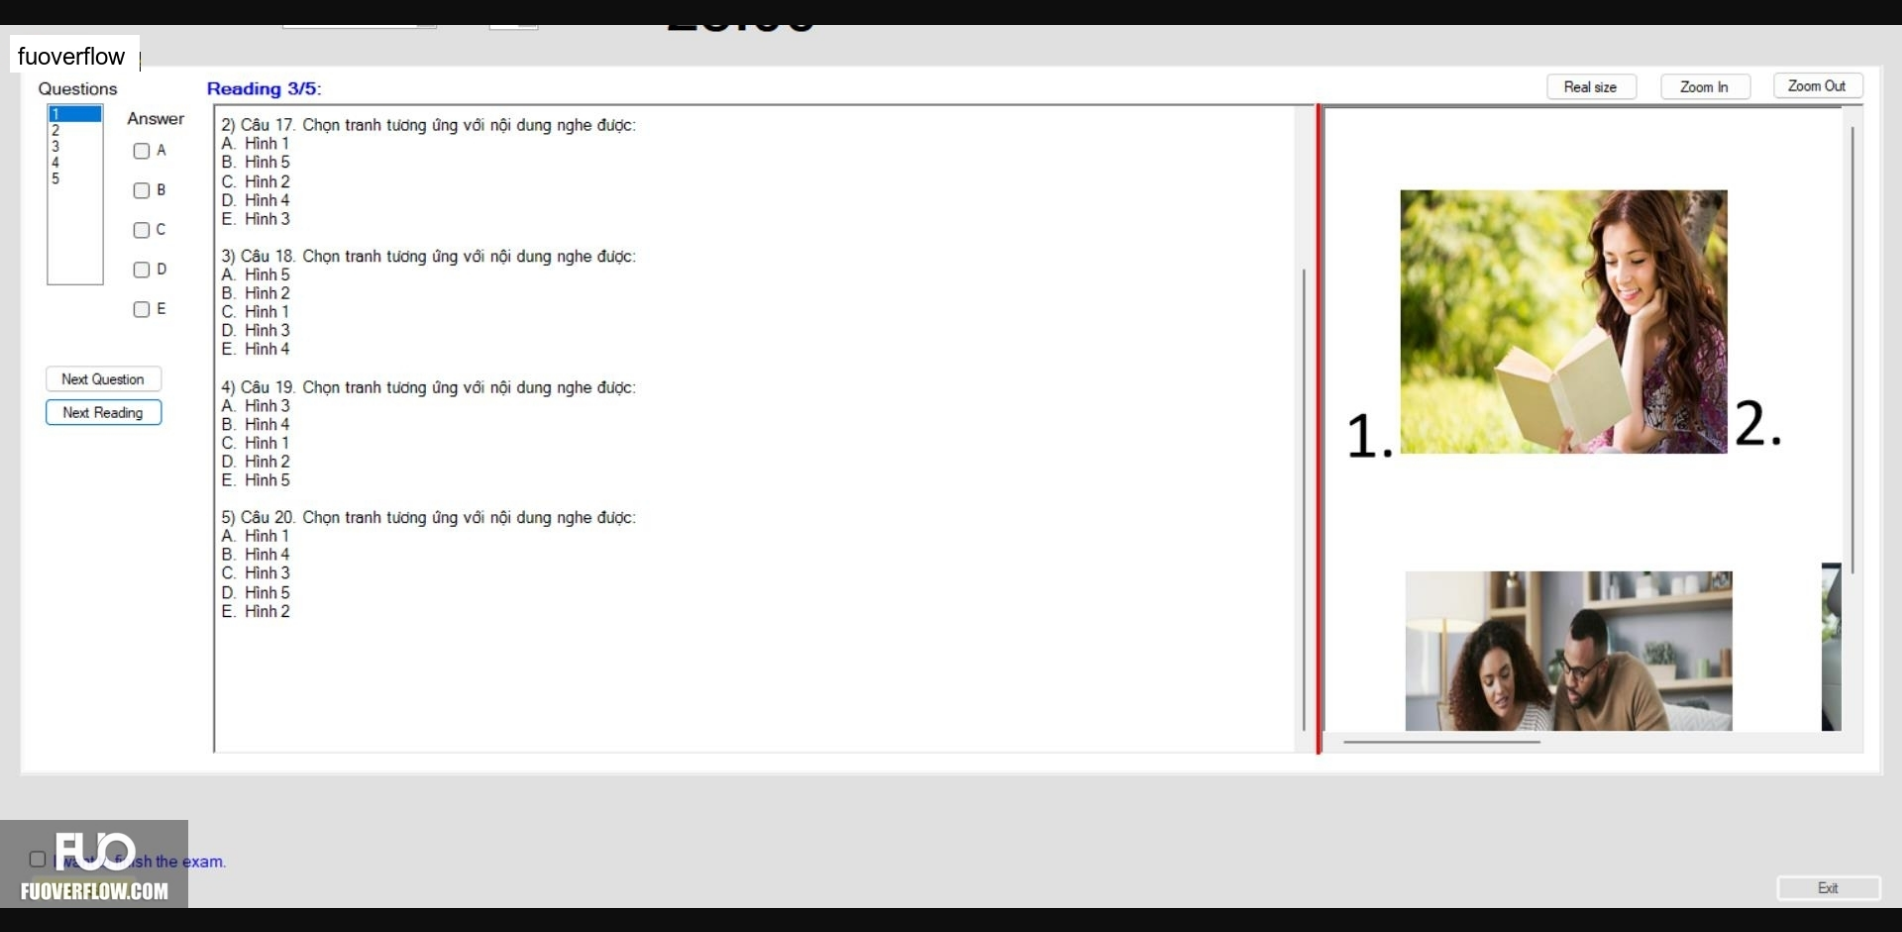 fuoverflow
Questions
Reading 3/5:
Real size
Zoom In
Zoom Out
1
2
3
4
5
Answer
A
B
C
D
E
Next Question
Next Reading
2) Câu 17. Chọn tranh tương ứng với nội dung nghe được:
A. Hình 1
B. Hình 5
C. Hình 2
D. Hình 4
E. Hình 3
3) Câu 18. Chọn tranh tương ứng với nội dung nghe được:
A. Hình 5
B. Hình 2
C. Hình 1
D. Hình 3
E. Hình 4
4) Câu 19. Chọn tranh tương ứng với nội dung nghe được:
A. Hình 3
B. Hình 4
C. Hình 1
D. Hình 2
E. Hình 5
5) Câu 20. Chọn tranh tương ứng với nội dung nghe được:
A. Hình 1
B. Hình 4
C. Hình 3
D. Hình 5
E. Hình 2
1.
2.
FUO
the exam.
FUOVERFLOW.COM
Exit